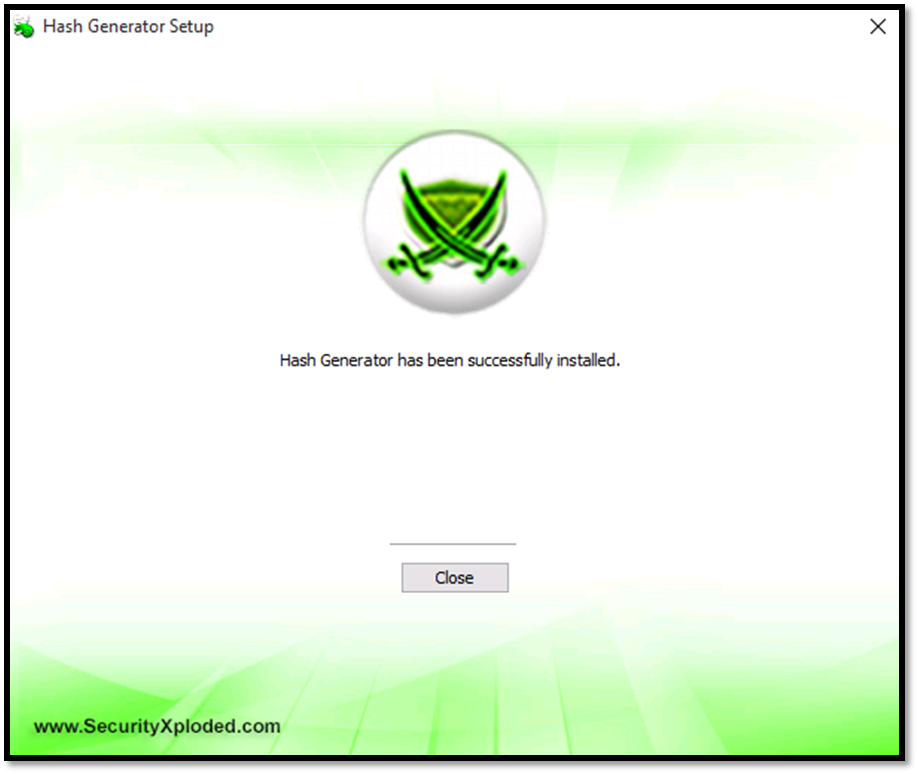 Hash Generator Setup
Hash Generator has been successfully installed.
Close
www.SecurityXploded.com